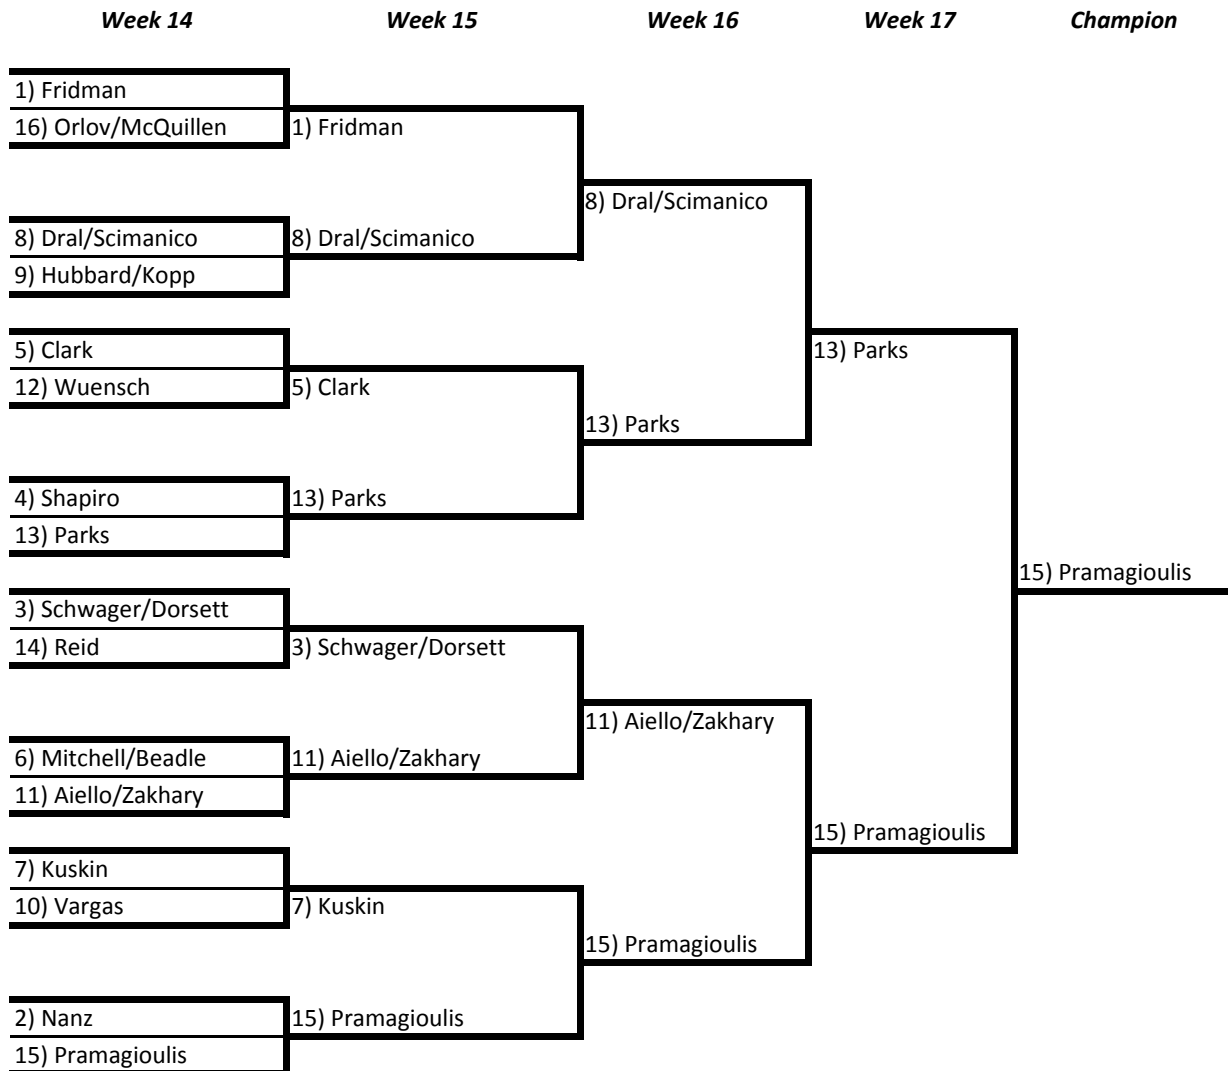 Week 14
Week 15
Week 16
Week 17
Champion
1) Fridman
16) Orlov/McQuillen
8) Dral/Scimanico
9) Hubbard/Kopp
5) Clark
12) Wuensch
4) Shapiro
13) Parks
3) Schwager/Dorsett
14) Reid
6) Mitchell/Beadle
11) Aiello/Zakhary
7) Kuskin
10) Vargas
2) Nanz
15) Pramagioulis
1) Fridman
8) Dral/Scimanico
5) Clark
13) Parks
3) Schwager/Dorsett
11) Aiello/Zakhary
7) Kuskin
15) Pramagioulis
8) Dral/Scimanico
13) Parks
11) Aiello/Zakhary
15) Pramagioulis
13) Parks
15) Pramagioulis
15) Pramagioulis